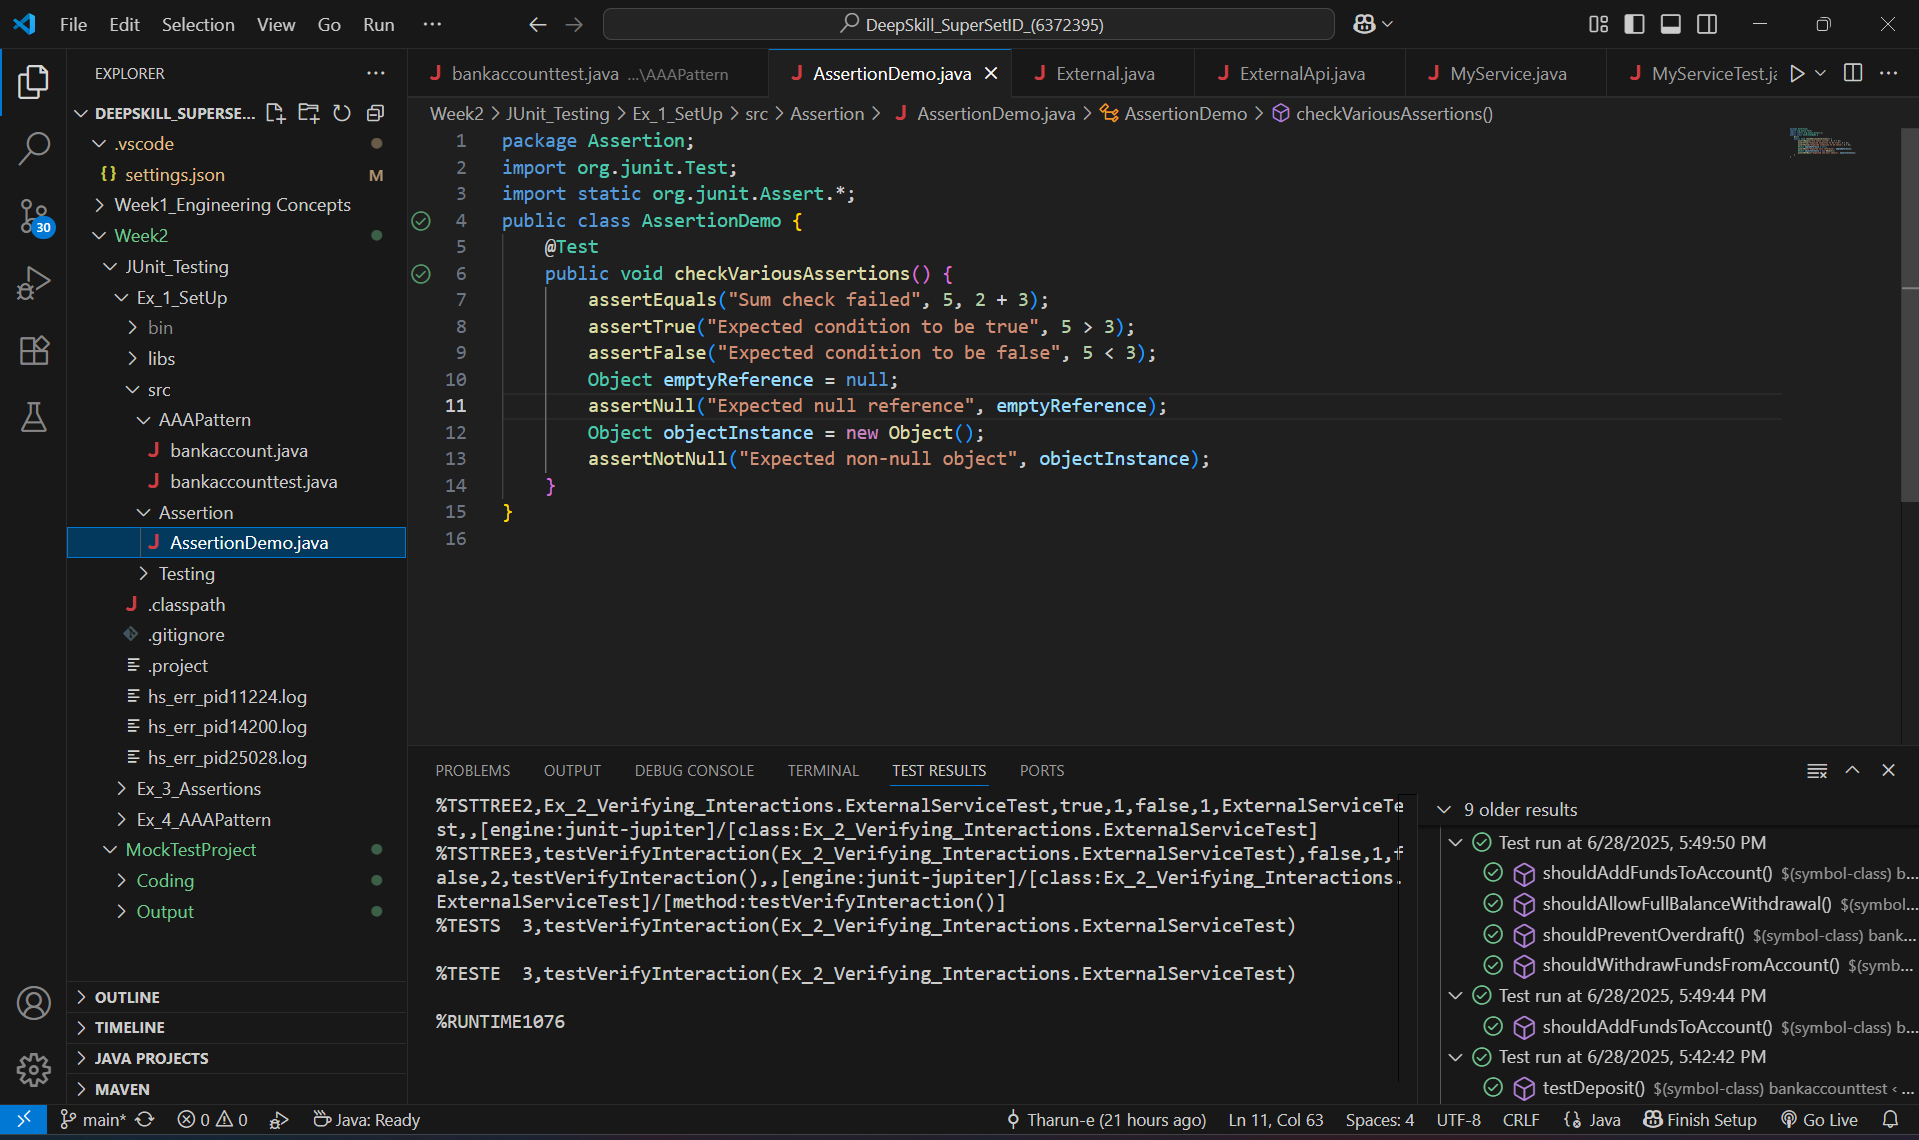 File Edit Selection View Go Run ...
DeepSkill_SuperSetID_(6372395)
EXPLORER
DEEPSKILL_SUPERSE...
.vscode
{} settings.json M
Week1_Engineering Concepts
Week2
JUnit_Testing
Ex_1_SetUp
bin
libs
src
AAAPattern
J bankaccount.java
J bankaccounttest.java
Assertion
J AssertionDemo.java
Testing
J .classpath
.gitignore
.project
hs_err_pid11224.log
hs_err_pid14200.log
hs_err_pid25028.log
Ex_3_Assertions
Ex_4_AAAPattern
MockTestProject
Coding
Output
OUTLINE
TIMELINE
JAVA PROJECTS
MAVEN
30
J bankaccounttest.java ...\AAAPattern J AssertionDemo.java J External.java J ExternalApi.java J MyService.java J MyServiceTest.ja
Week2 > JUnit_Testing > Ex_1_SetUp > src > Assertion > J AssertionDemo.java > AssertionDemo > checkVariousAssertions()
1 package Assertion;
2 import org.junit.Test;
3 import static org.junit.Assert.*;
4 public class AssertionDemo {
5 @Test
6 public void checkVariousAssertions() {
7 assertEquals("Sum check failed", 5, 2 + 3);
8 assertTrue("Expected condition to be true", 5 > 3);
9 assertFalse("Expected condition to be false", 5 < 3);
10 Object emptyReference = null;
11 assertNull("Expected null reference", emptyReference);
12 Object objectInstance = new Object();
13 assertNotNull("Expected non-null object", objectInstance);
14 }
15 }
16
PROBLEMS OUTPUT DEBUG CONSOLE TERMINAL TEST RESULTS PORTS
%TSTTREE2,Ex_2_Verifying_Interactions.ExternalServiceTest,true,1,false,1,ExternalServiceTe
st,,[engine:junit-jupiter]/[class:Ex_2_Verifying_Interactions.ExternalServiceTest]
%TSTTREE3,testVerifyInteraction(Ex_2_Verifying_Interactions.ExternalServiceTest),false,1,f
alse,2,testVerifyInteraction(),,[engine:junit-jupiter]/[class:Ex_2_Verifying_Interactions.
ExternalServiceTest]/[method:testVerifyInteraction()]
%TESTS 3,testVerifyInteraction(Ex_2_Verifying_Interactions.ExternalServiceTest)
%TESTE 3,testVerifyInteraction(Ex_2_Verifying_Interactions.ExternalServiceTest)
%RUNTIME1076
9 older results
Test run at 6/28/2025, 5:49:50 PM
shouldAddFundsToAccount() $(symbol-class) b...
shouldAllowFullBalanceWithdrawal() $(symbol...
shouldPreventOverdraft() $(symbol-class) bank...
shouldWithdrawFundsFromAccount() $(symb...
Test run at 6/28/2025, 5:49:44 PM
shouldAddFundsToAccount() $(symbol-class) b...
Test run at 6/28/2025, 5:42:42 PM
testDeposit() $(symbol-class) bankaccounttest ‹ ...
main* 0 0 Java: Ready Tharun-e (21 hours ago) Ln 11, Col 63 Spaces: 4 UTF-8 CRLF {} Java Finish Setup Go Live